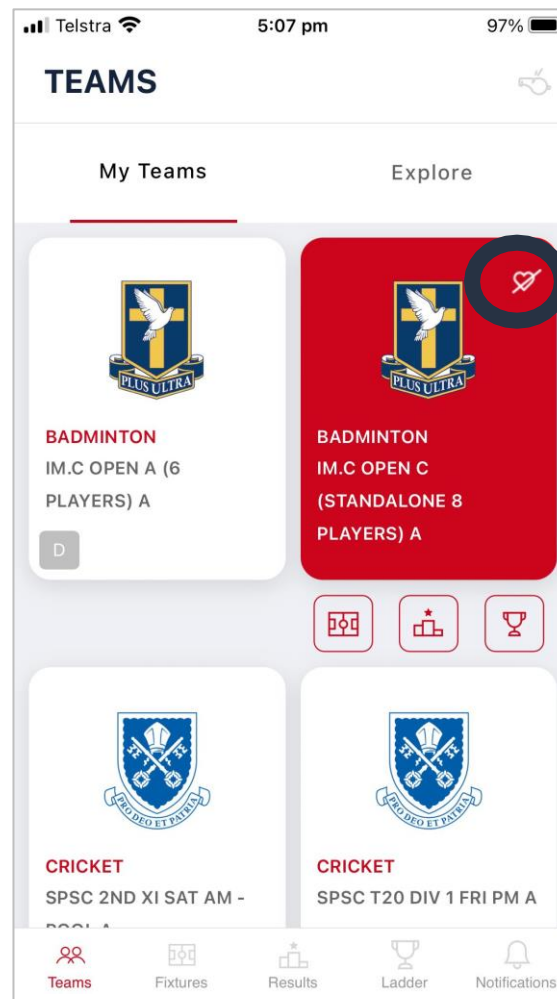 Telstra 5:07 pm 97%
TEAMS
My Teams Explore
PLUS ULTRA
PLUS ULTRA
BADMINTON
IM.C OPEN A (6
PLAYERS) A
D
BADMINTON
IM.C OPEN C
(STANDALONE 8
PLAYERS) A
PRO DEO ET PATRIA
PRO DEO ET PATRIA
CRICKET
SPSC 2ND XI SAT AM -
POOL A
CRICKET
SPSC T20 DIV 1 FRI PM A
Teams Fixtures Results Ladder Notifications